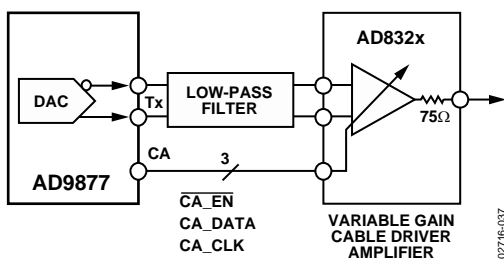 AD832x
DAC
Tx
LOW-PASS
FILTER
75Ω
CA
3
AD9877
CA_EN
CA_DATA
CA_CLK
VARIABLE GAIN
CABLE DRIVER
AMPLIFIER
02716-037